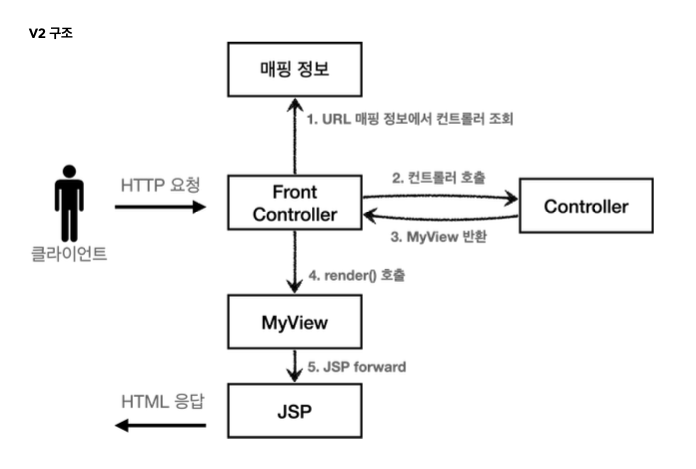 V2 구조
매핑 정보
1. URL 매핑 정보에서 컨트롤러 조회
HTTP 요청
Front
Controller
2. 컨트롤러 호출
Controller
3. MyView 반환
클라이언트
4. render() 호출
MyView
5. JSP forward
HTML 응답
JSP